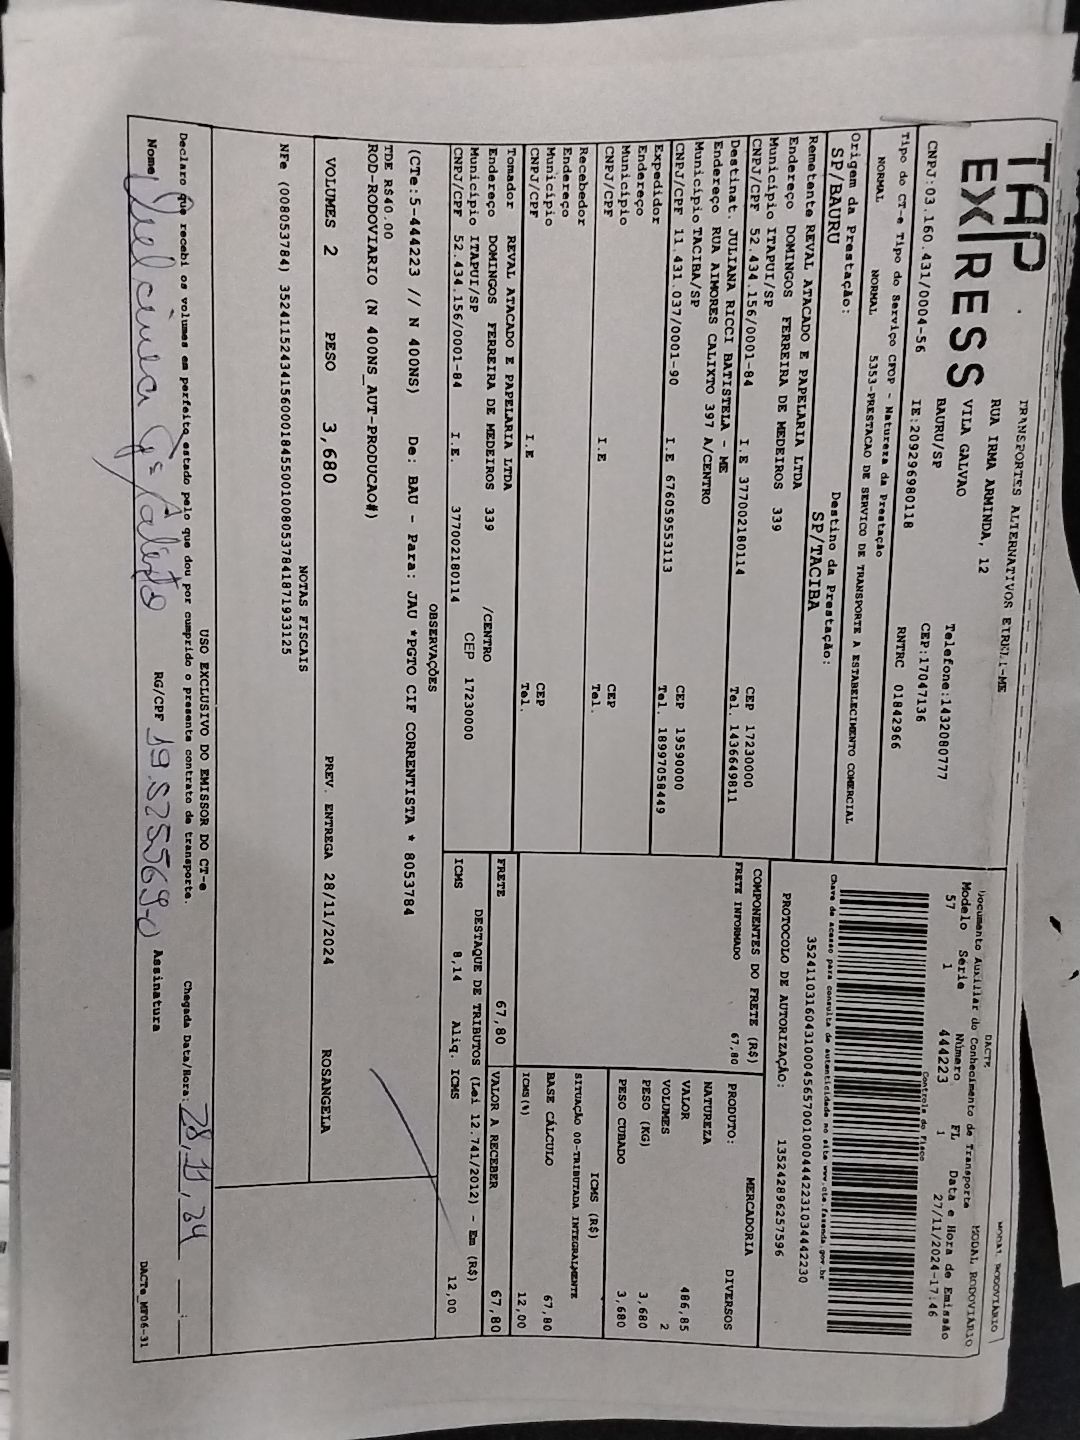 TAP
EXPRESS
TRANSPORTES ALTERNATIVOS EIRELI-ME
RUA IRMA ARMINDA, 12
VILA GALVAO
BAURU/SP
Telefone:1432080777
CEP:17047136
CNPJ:03.160.431/0004-56 IE:209296980118 RNTRC 01842966
Tipo do CT-e Tipo do Serviço CFOP - Natureza da Prestação
NORMAL NORMAL 5353-PRESTACAO DE SERVICO DE TRANSPORTE A ESTABELECIMENTO COMERCIAL
Origem da Prestação: Destino da Prestação:
SP/BAURU SP/TACIBA
Remetente REVAL ATACADO E PAPELARIA LTDA
Endereço DOMINGOS FERREIRA DE MEDEIROS 339
Município ITAPUI/SP CEP 17230000
CNPJ/CPF 52.434.156/0001-84 I.E 377002180114 Tel. 1436649811
Destinat. JULIANA RICCI BATISTELA - ME
Endereço RUA AIMORES CALIXTO 397 A/CENTRO
Município TACIBA/SP CEP 19590000
CNPJ/CPF 11.431.037/0001-90 I.E 676059553113 Tel. 18997058449
Expedidor
Endereço
Município CEP
CNPJ/CPF I.E Tel.
Recebedor
Endereço
Município CEP
CNPJ/CPF I.E Tel.
Tomador REVAL ATACADO E PAPELARIA LTDA
Endereço DOMINGOS FERREIRA DE MEDEIROS 339 /CENTRO
Município ITAPUI/SP CEP 17230000
CNPJ/CPF 52.434.156/0001-84 I.E. 377002180114
MODAL RODOVIÁRIO
DACTE
Documento Auxiliar do Conhecimento de Transporte MODAL RODOVIÁRIO
Modelo Série Número FL Data e Hora de Emissão
57 1 444223 1 27/11/2024-17:46
Controle do Fisco
Chave de acesso para consulta de autenticidade no site www.cte.fazenda.gov.br
35241103160431000456570010004442231034442230
PROTOCOLO DE AUTORIZAÇÃO: 135242896257596
COMPONENTES DO FRETE (R$)
FRETE INFORMADO 67,80
MERCADORIA
PRODUTO: DIVERSOS
NATUREZA
VALOR 486,85
VOLUMES 2
PESO (KG) 3,680
PESO CUBADO 3,680
ICMS (R$)
SITUAÇÃO 00-TRIBUTADA INTEGRALMENTE
BASE CÁLCULO 67,80
ICMS(%) 12,00
FRETE 67,80 VALOR A RECEBER 67,80
DESTAQUE DE TRIBUTOS (Lei 12.741/2012) - Em (R$)
ICMS 8,14 Aliq. ICMS 12,00
OBSERVAÇÕES
(CTe:5-444223 // N 400NS) De: BAU - Para: JAU *PGTO CIF CORRENTISTA * 8053784
TDE R$40.00
ROD-RODOVIARIO (N 400NS_AUT-PRODUCAO#)
VOLUMES 2 PESO 3,680 PREV. ENTREGA 28/11/2024 ROSANGELA
NOTAS FISCAIS
NFe (008053784) 35241152434156000184550010080537841871933125
USO EXCLUSIVO DO EMISSOR DO CT-e
Declaro que recebi os volumes em perfeito estado pelo que dou por cumprido o presente contrato de transporte. Chegada Data/Hora: 28,11,24 :
Nome RG/CPF 19.575569-0 Assinatura
DACTe_MF06-31